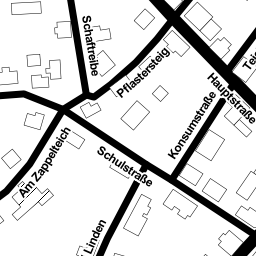 Schaftreibe
Pflastersteig
Hauptstraße
Konsumstraße
Schulstraße
Am Zappelteich
Linden